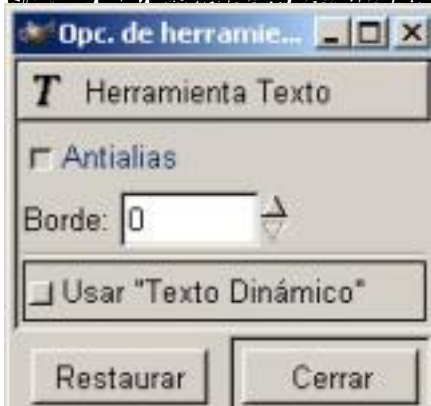 Opc. de herramie...
T Herramienta Texto
Antialias
Borde: 0
Usar "Texto Dinámico"
Restaurar Cerrar